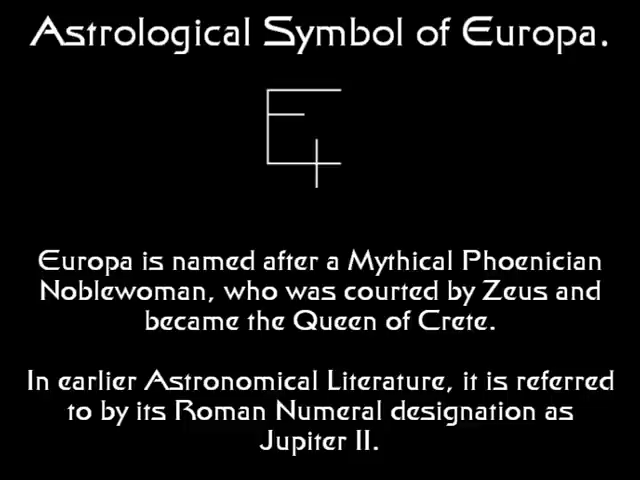 Astrological Symbol of Europa.
Europa is named after a Mythical Phoenician
Noblewoman, who was courted by Zeus and
became the Queen of Crete.
In earlier Astronomical Literature, it is referred
to by its Roman Numeral designation as
Jupiter II.